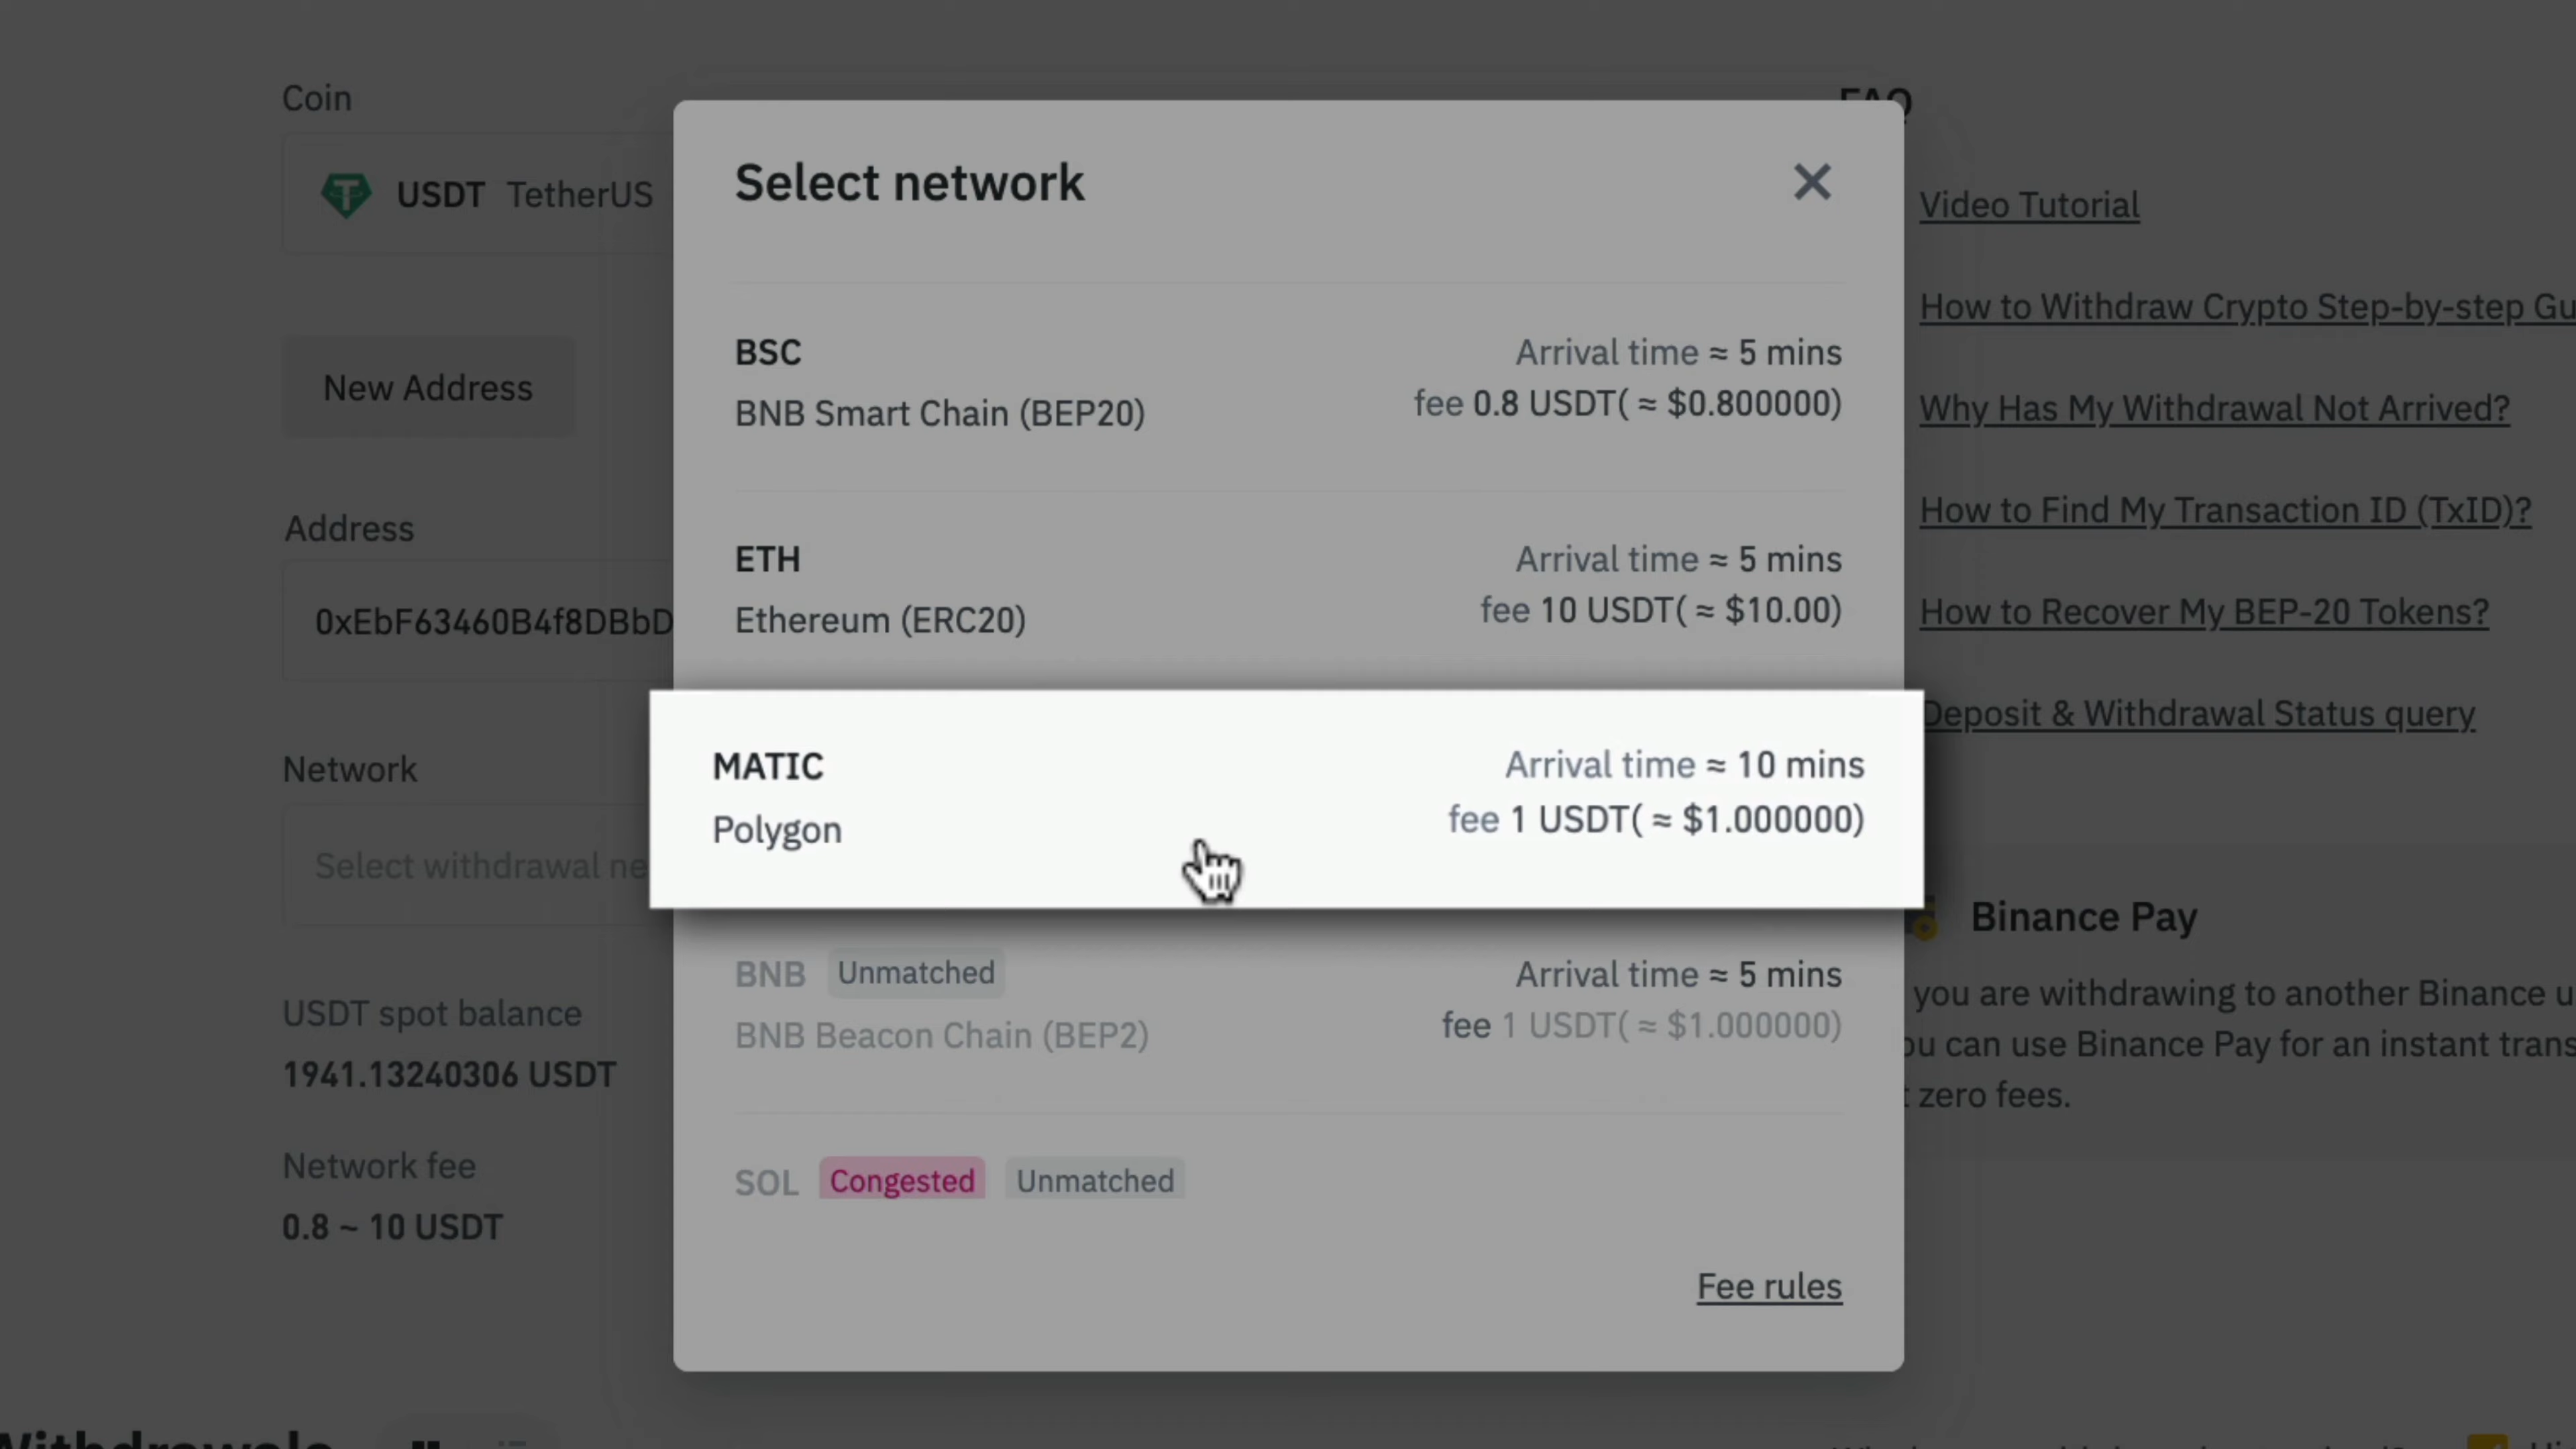 Coin
USDT TetherUS
New Address
Address
0xEbF63460B4f8DBbD
Network
Select withdrawal ne
USDT spot balance
1941.13240306 USDT
Network fee
0.8 ~ 10 USDT
Select network
BSC
Arrival time ≈ 5 mins
BNB Smart Chain (BEP20)
fee 0.8 USDT( ≈ $0.800000)
ETH
Arrival time ≈ 5 mins
Ethereum (ERC20)
fee 10 USDT( ≈ $10.00)
MATIC
Arrival time ≈ 10 mins
Polygon
fee 1 USDT( ≈ $1.000000)
BNB Unmatched
Arrival time ≈ 5 mins
BNB Beacon Chain (BEP2)
fee 1 USDT( ≈ $1.000000)
SOL Congested Unmatched
Fee rules
FAQ
Video Tutorial
How to Withdraw Crypto Step-by-step Gu
Why Has My Withdrawal Not Arrived?
How to Find My Transaction ID (TxID)?
How to Recover My BEP-20 Tokens?
Deposit & Withdrawal Status query
Binance Pay
you are withdrawing to another Binance u
ou can use Binance Pay for an instant trans
t zero fees.